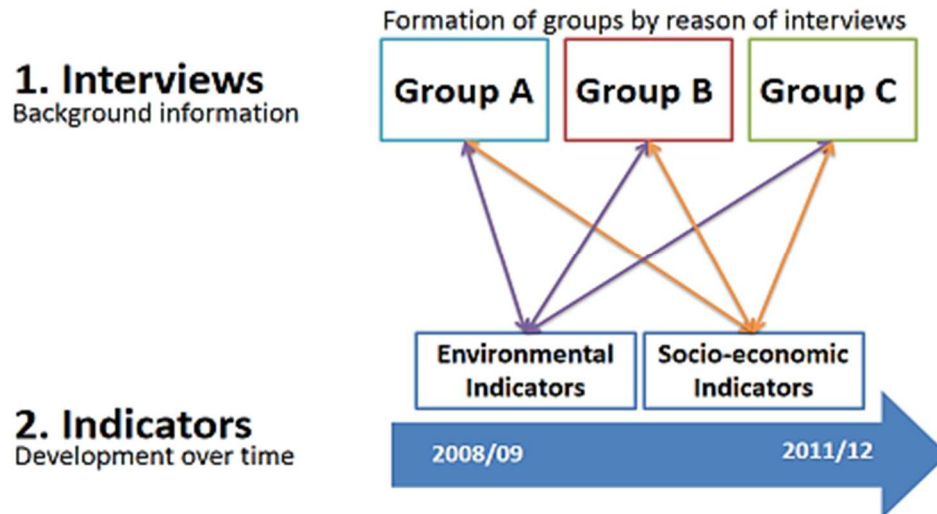 Formation of groups by reason of interviews
1. Interviews
Background information
Group A
Group B
Group C
Environmental
Indicators
Socio-economic
Indicators
2. Indicators
Development over time
2008/09
2011/12